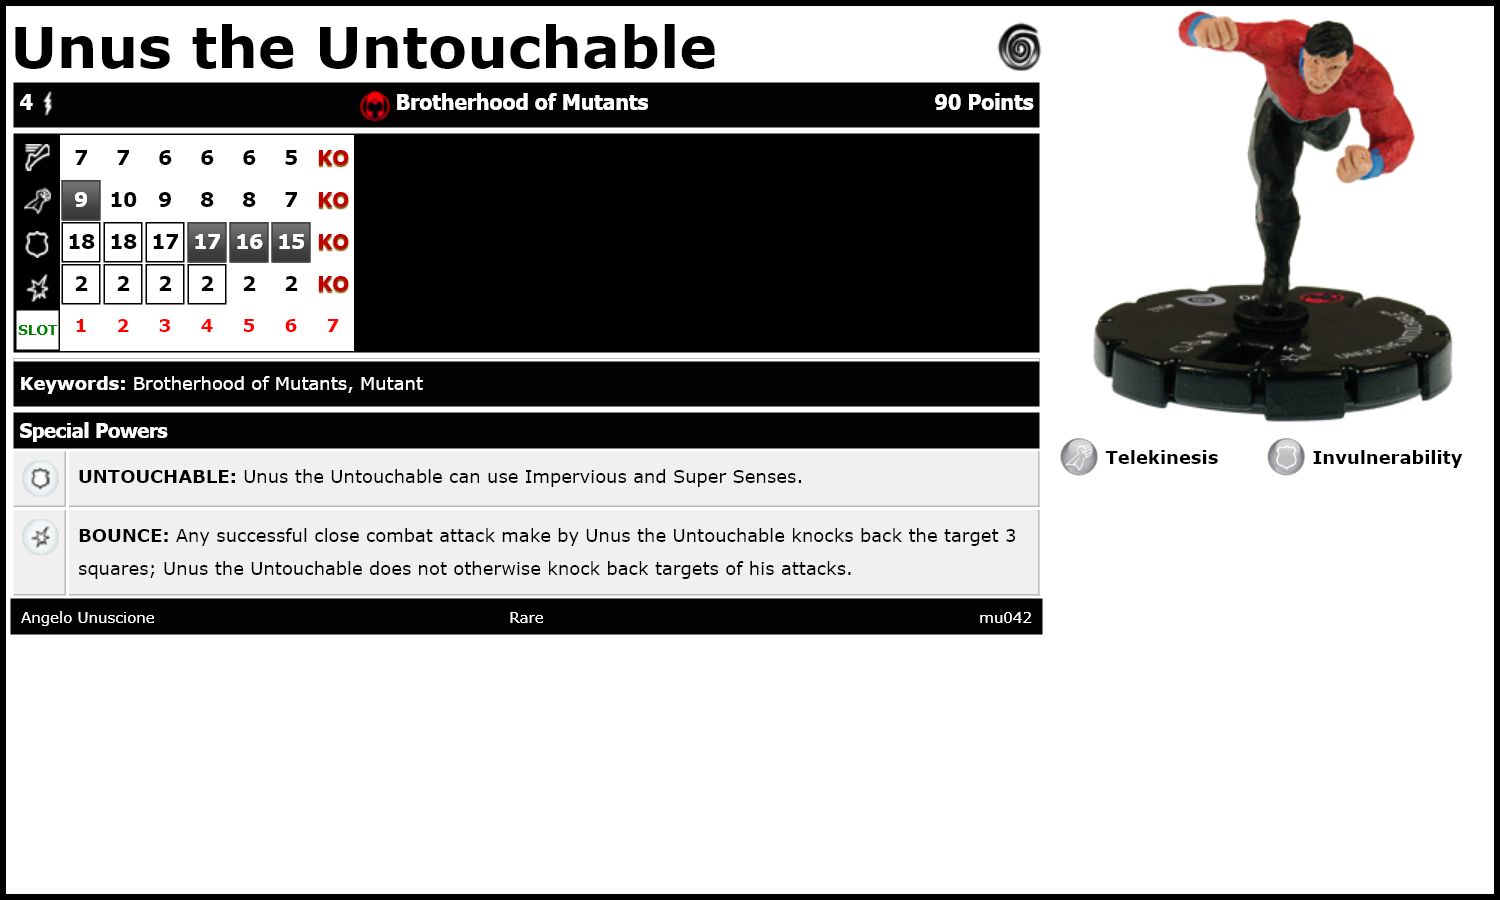 Unus the Untouchable
4 Brotherhood of Mutants 90 Points
7 7 6 6 6 5 KO
9 10 9 8 8 7 KO
18 18 17 17 16 15 KO
2 2 2 2 2 2 KO
SLOT 1 2 3 4 5 6 7
Keywords: Brotherhood of Mutants, Mutant
Special Powers
UNTOUCHABLE: Unus the Untouchable can use Impervious and Super Senses.
BOUNCE: Any successful close combat attack make by Unus the Untouchable knocks back the target 3
squares; Unus the Untouchable does not otherwise knock back targets of his attacks.
Angelo Unuscione Rare mu042
Telekinesis Invulnerability